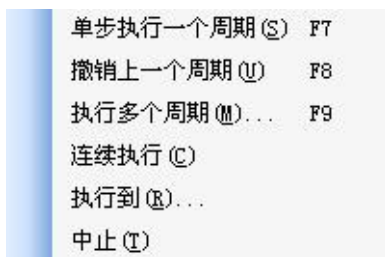 单步执行一个周期(S) F7
撤销上一个周期(U) F8
执行多个周期(M)... F9
连续执行(C)
执行到(R)...
中止(T)